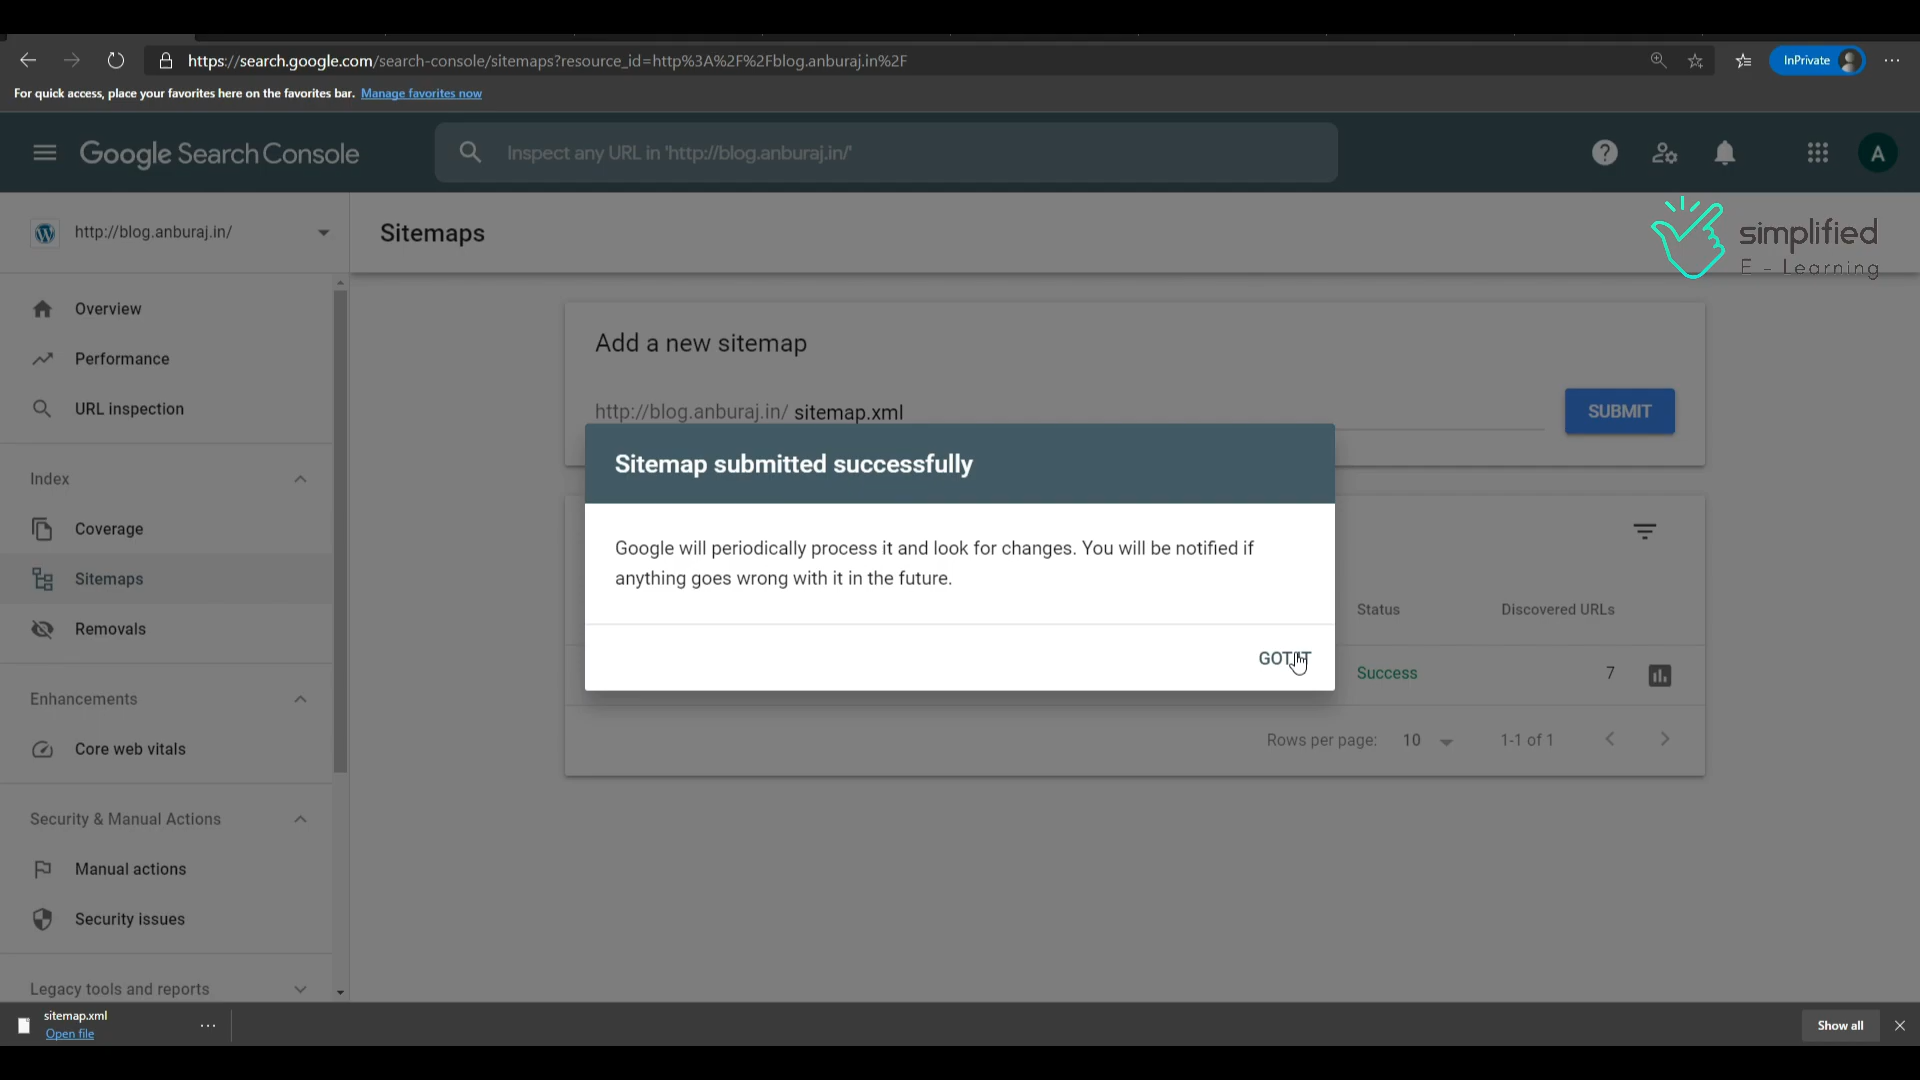 https://search.google.com/search-console/sitemaps?resource_id=http%3A%2F%2Fblog.anburaj.in%2F
InPrivate
For quick access, place your favorites here on the favorites bar. Manage favorites now
Google Search Console
Inspect any URL in 'http://blog.anburaj.in/'
A
http://blog.anburaj.in/
Sitemaps
simplified
E - Learning
Overview
Performance
URL inspection
Index
Coverage
Sitemaps
Removals
Enhancements
Core web vitals
Security & Manual Actions
Manual actions
Security issues
Legacy tools and reports
Add a new sitemap
http://blog.anburaj.in/ sitemap.xml
SUBMIT
Sitemap submitted successfully
Google will periodically process it and look for changes. You will be notified if
anything goes wrong with it in the future.
GOT IT
Status Discovered URLs
Success 7
Rows per page: 10 1-1 of 1
sitemap.xml
Open file
Show all